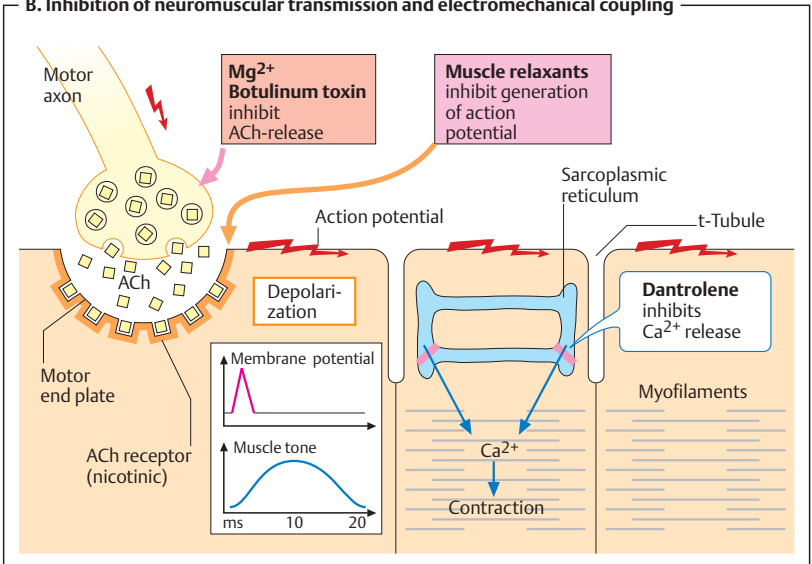 B. Inhibition of neuromuscular transmission and electromechanical coupling
Motor
axon
Mg2+
Botulinum toxin
inhibit
ACh-release
Muscle relaxants
inhibit generation
of action
potential
Sarcoplasmic
reticulum
t-Tubule
Action potential
ACh
Depolari-
zation
Dantrolene
inhibits
Ca2+ release
Motor
end plate
ACh receptor
(nicotinic)
Membrane potential
Muscle tone
ms 10 20
Myofilaments
Ca2+
Contraction